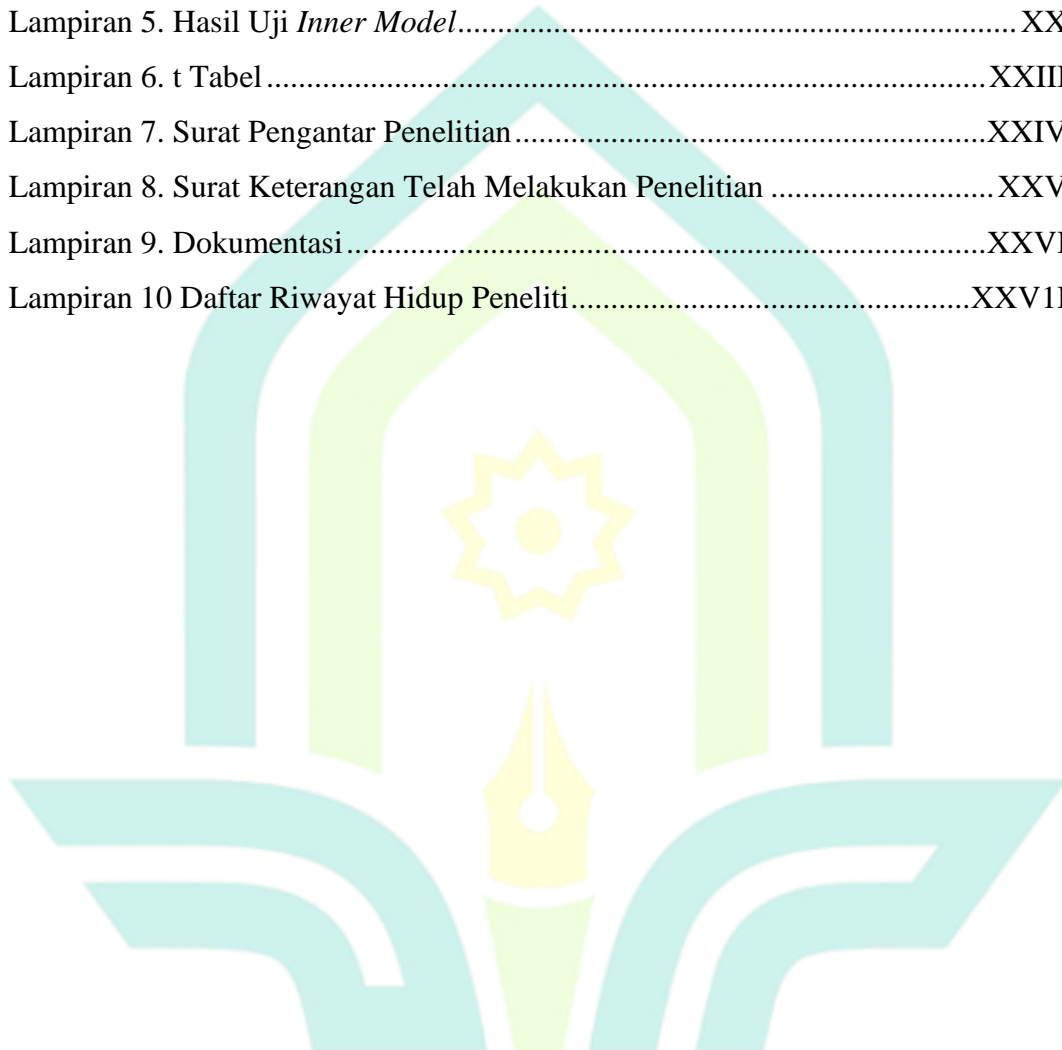 Lampiran 5. Hasil Uji Inner Model........................................................................ XX
Lampiran 6. t Tabel............................................................................................XXIII
Lampiran 7. Surat Pengantar Penelitian............................................................XXIV
Lampiran 8. Surat Keterangan Telah Melakukan Penelitian ............................XXV
Lampiran 9. Dokumentasi..................................................................................XXVI
Lampiran 10 Daftar Riwayat Hidup Peneliti...................................................XXV1I